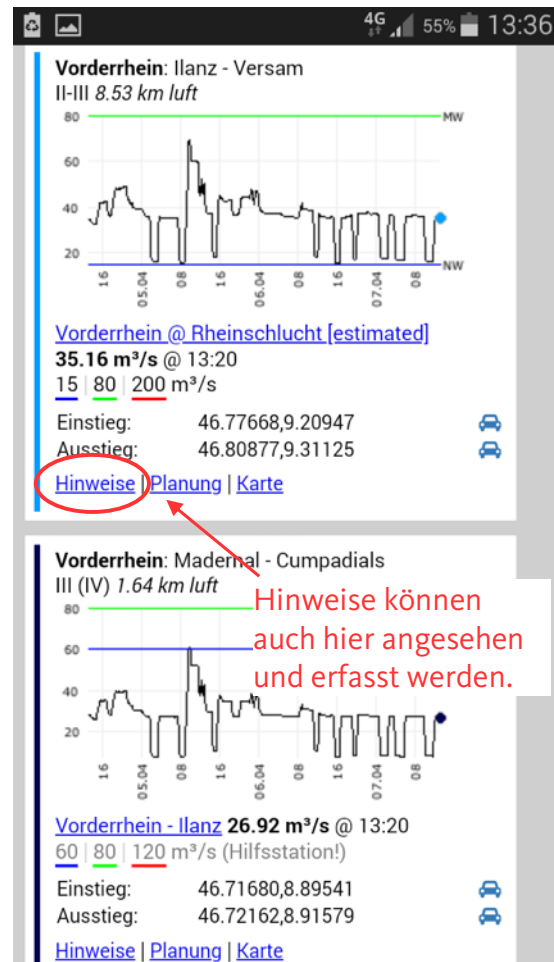 4G 55% 13:36
Vorderrhein: Ilanz - Versam
II-III 8.53 km luft
80
MW
60
40
20
NW
16 05.04 08 16 06.04 08 16 07.04 08
Vorderrhein @ Rheinschlucht [estimated]
35.16 m³/s @ 13:20
15 | 80 | 200 m³/s
Einstieg: 46.77668,9.20947
Ausstieg: 46.80877,9.31125
Hinweise | Planung | Karte
Vorderrhein: Madernal - Cumpadials
III (IV) 1.64 km luft
Hinweise können
auch hier angesehen
und erfasst werden.
80
60
40
20
16 05.04 08 16 06.04 08 16 07.04 08
Vorderrhein - Ilanz 26.92 m³/s @ 13:20
60 | 80 | 120 m³/s (Hilfsstation!)
Einstieg: 46.71680,8.89541
Ausstieg: 46.72162,8.91579
Hinweise | Planung | Karte